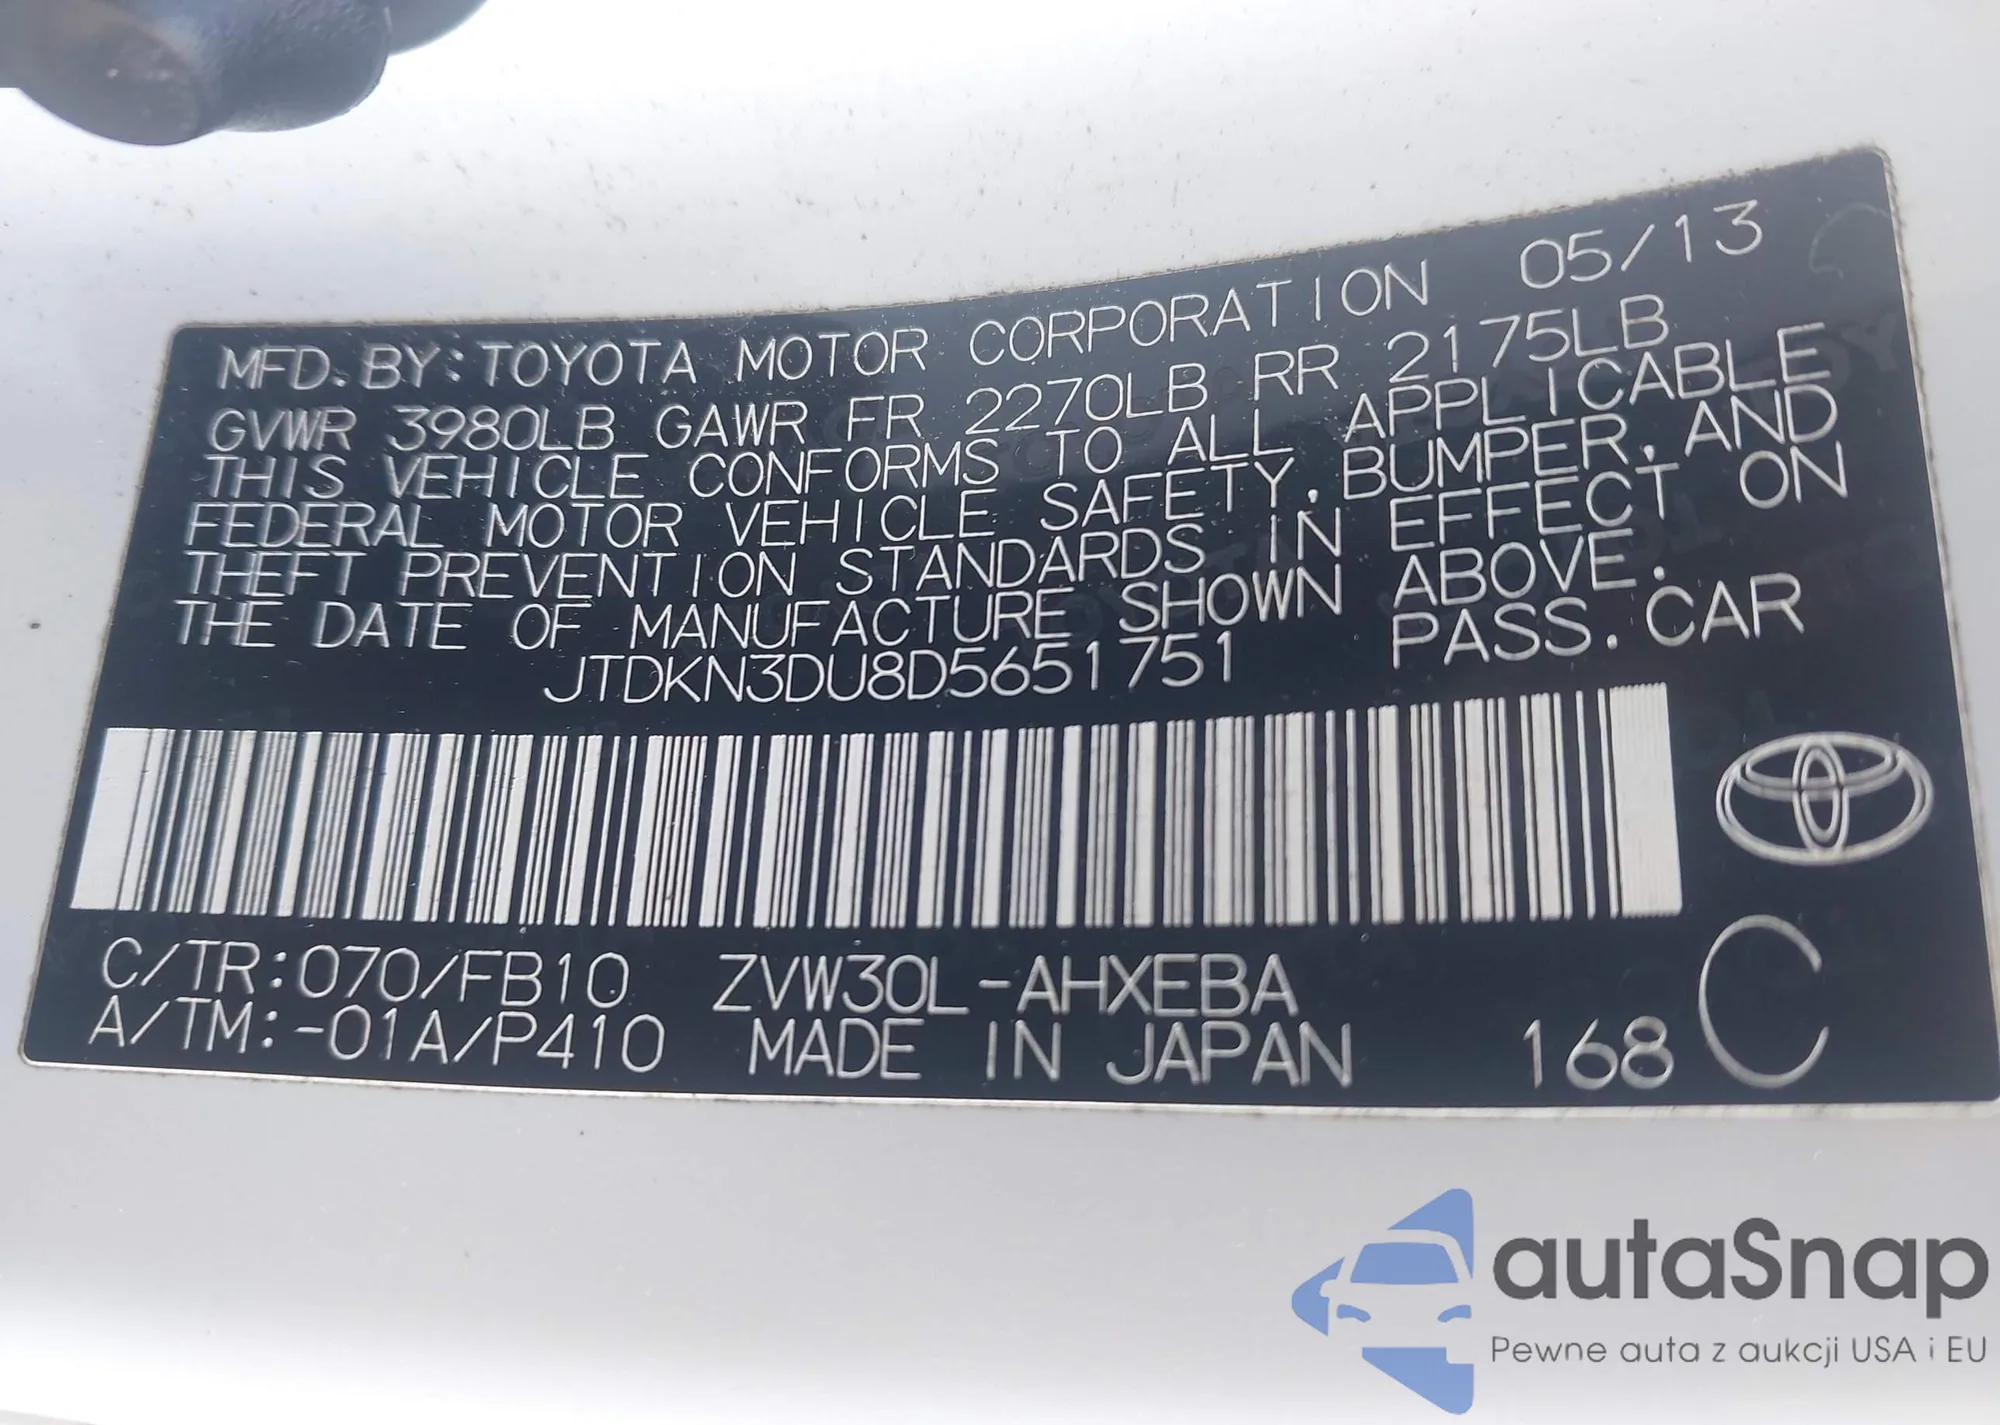 MFD. BY: TOYOTA MOTOR CORPORATION 05/13
GVWR 3980LB GAWR FR 2270LB RR 2175LB
THIS VEHICLE CONFORMS TO ALL APPLICABLE
FEDERAL MOTOR VEHICLE SAFETY, BUMPER, AND
THEFT PREVENTION STANDARDS IN EFFECT ON
THE DATE OF MANUFACTURE SHOWN ABOVE.
JTDKN3DU8D5651751 PASS. CAR
C/TR:070/FB10 ZVW30L-AHXEBA
A/TM:-01A/P410 MADE IN JAPAN 168 C
autaSnap
Pewne auta z aukcji USA i EU